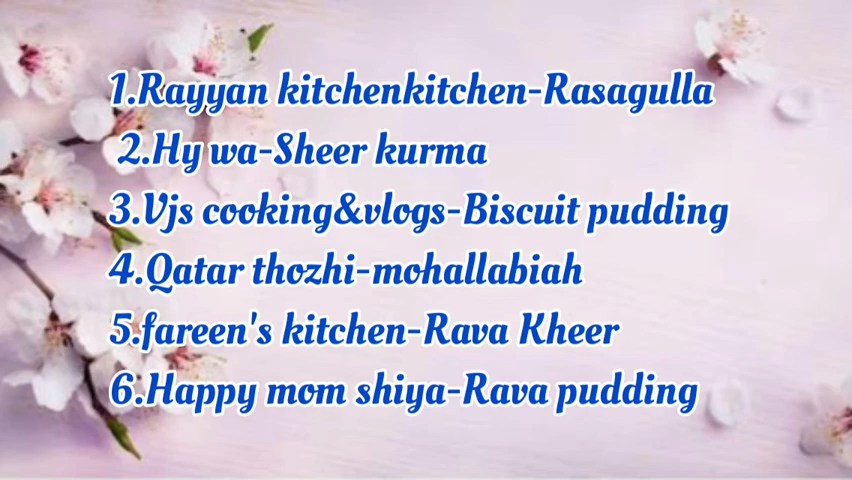 1.Rayyan kitchenkitchen-Rasagulla
2.Hy wa-Sheer kurma
3.Vjs cooking&vlogs-Biscuit pudding
4.Qatar thozhi-mohallabiah
5.fareen's kitchen-Rava Kheer
6.Happy mom shiya-Rava pudding